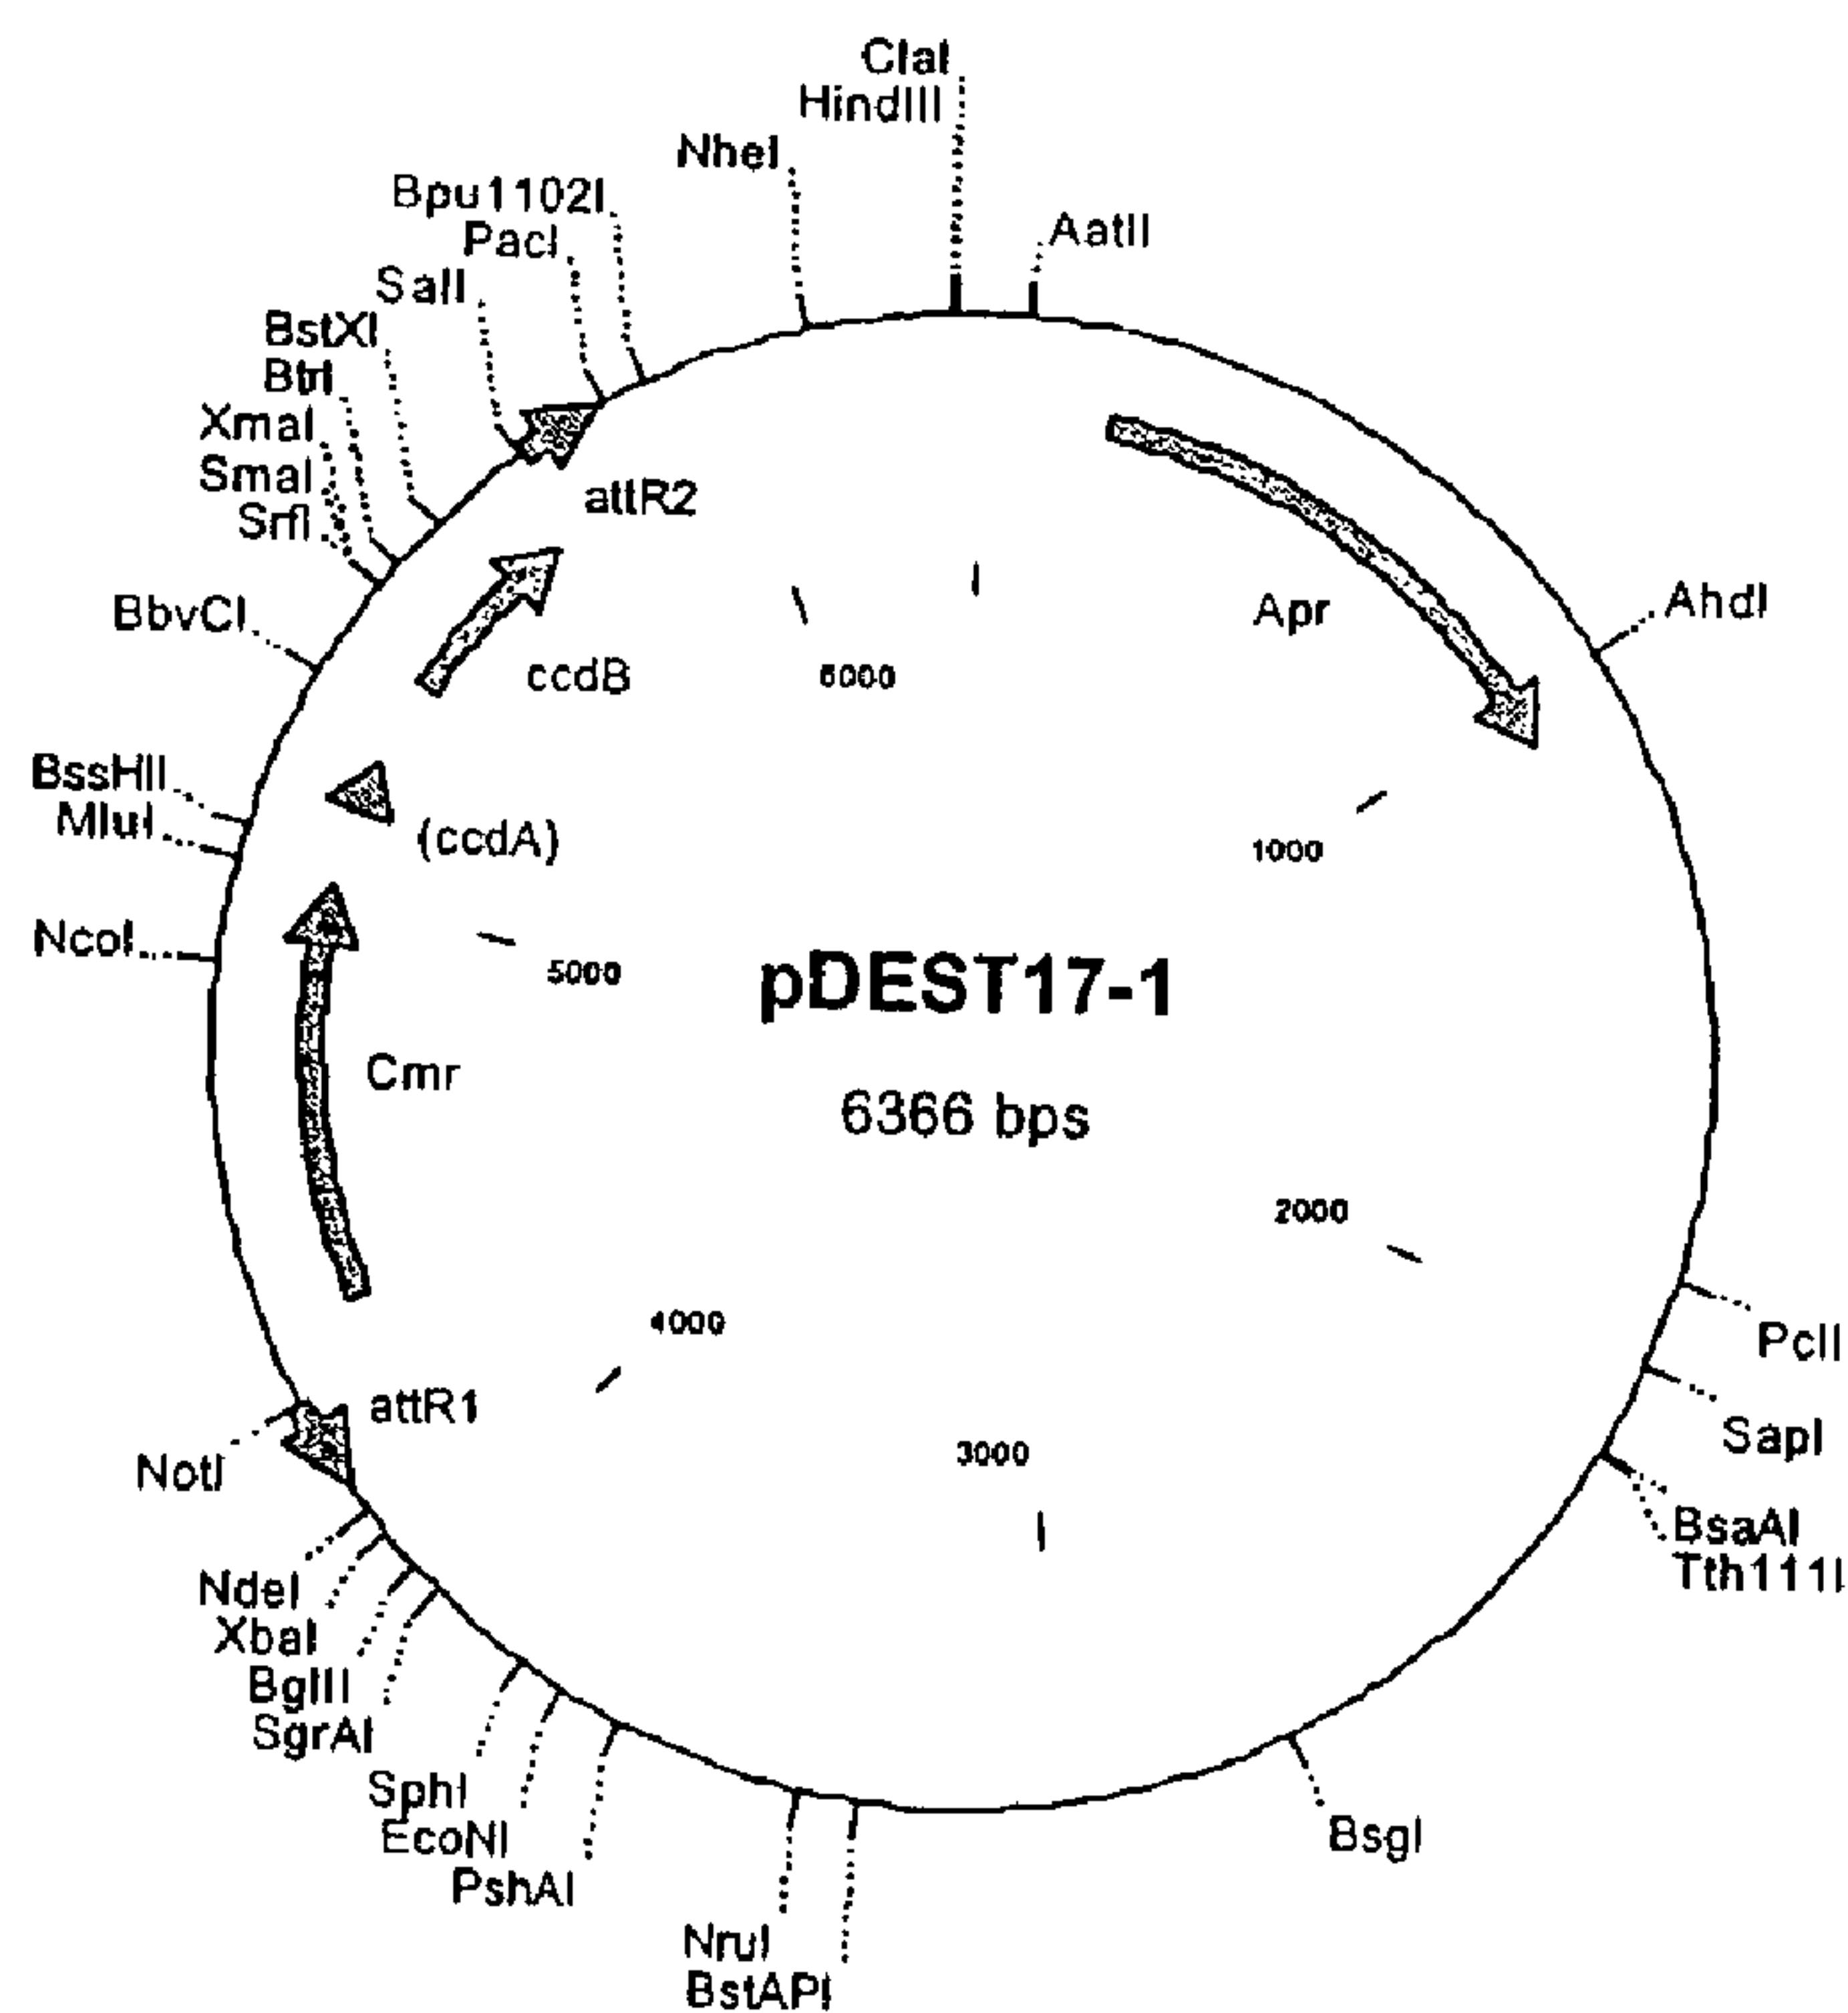 ClaI
HindIII
NheI
AatII
Bpu1102I
PacI
SalI
BstXI
BtrI
XmaI
SmaI
SrfI
BbvCI
BssHII
MluI
NcoI
NotI
NdeI
XbaI
BglII
SgrAI
SphI
EcoNI
PshAI
NruI
BstAPI
BsgI
Tth111I
BsaAI
SapI
PciI
AhdI
attR2
ccdB
(ccdA)
Cmr
attR1
Apr
6000
1000
5000
2000
4000
3000
pDEST17-1
6366 bps